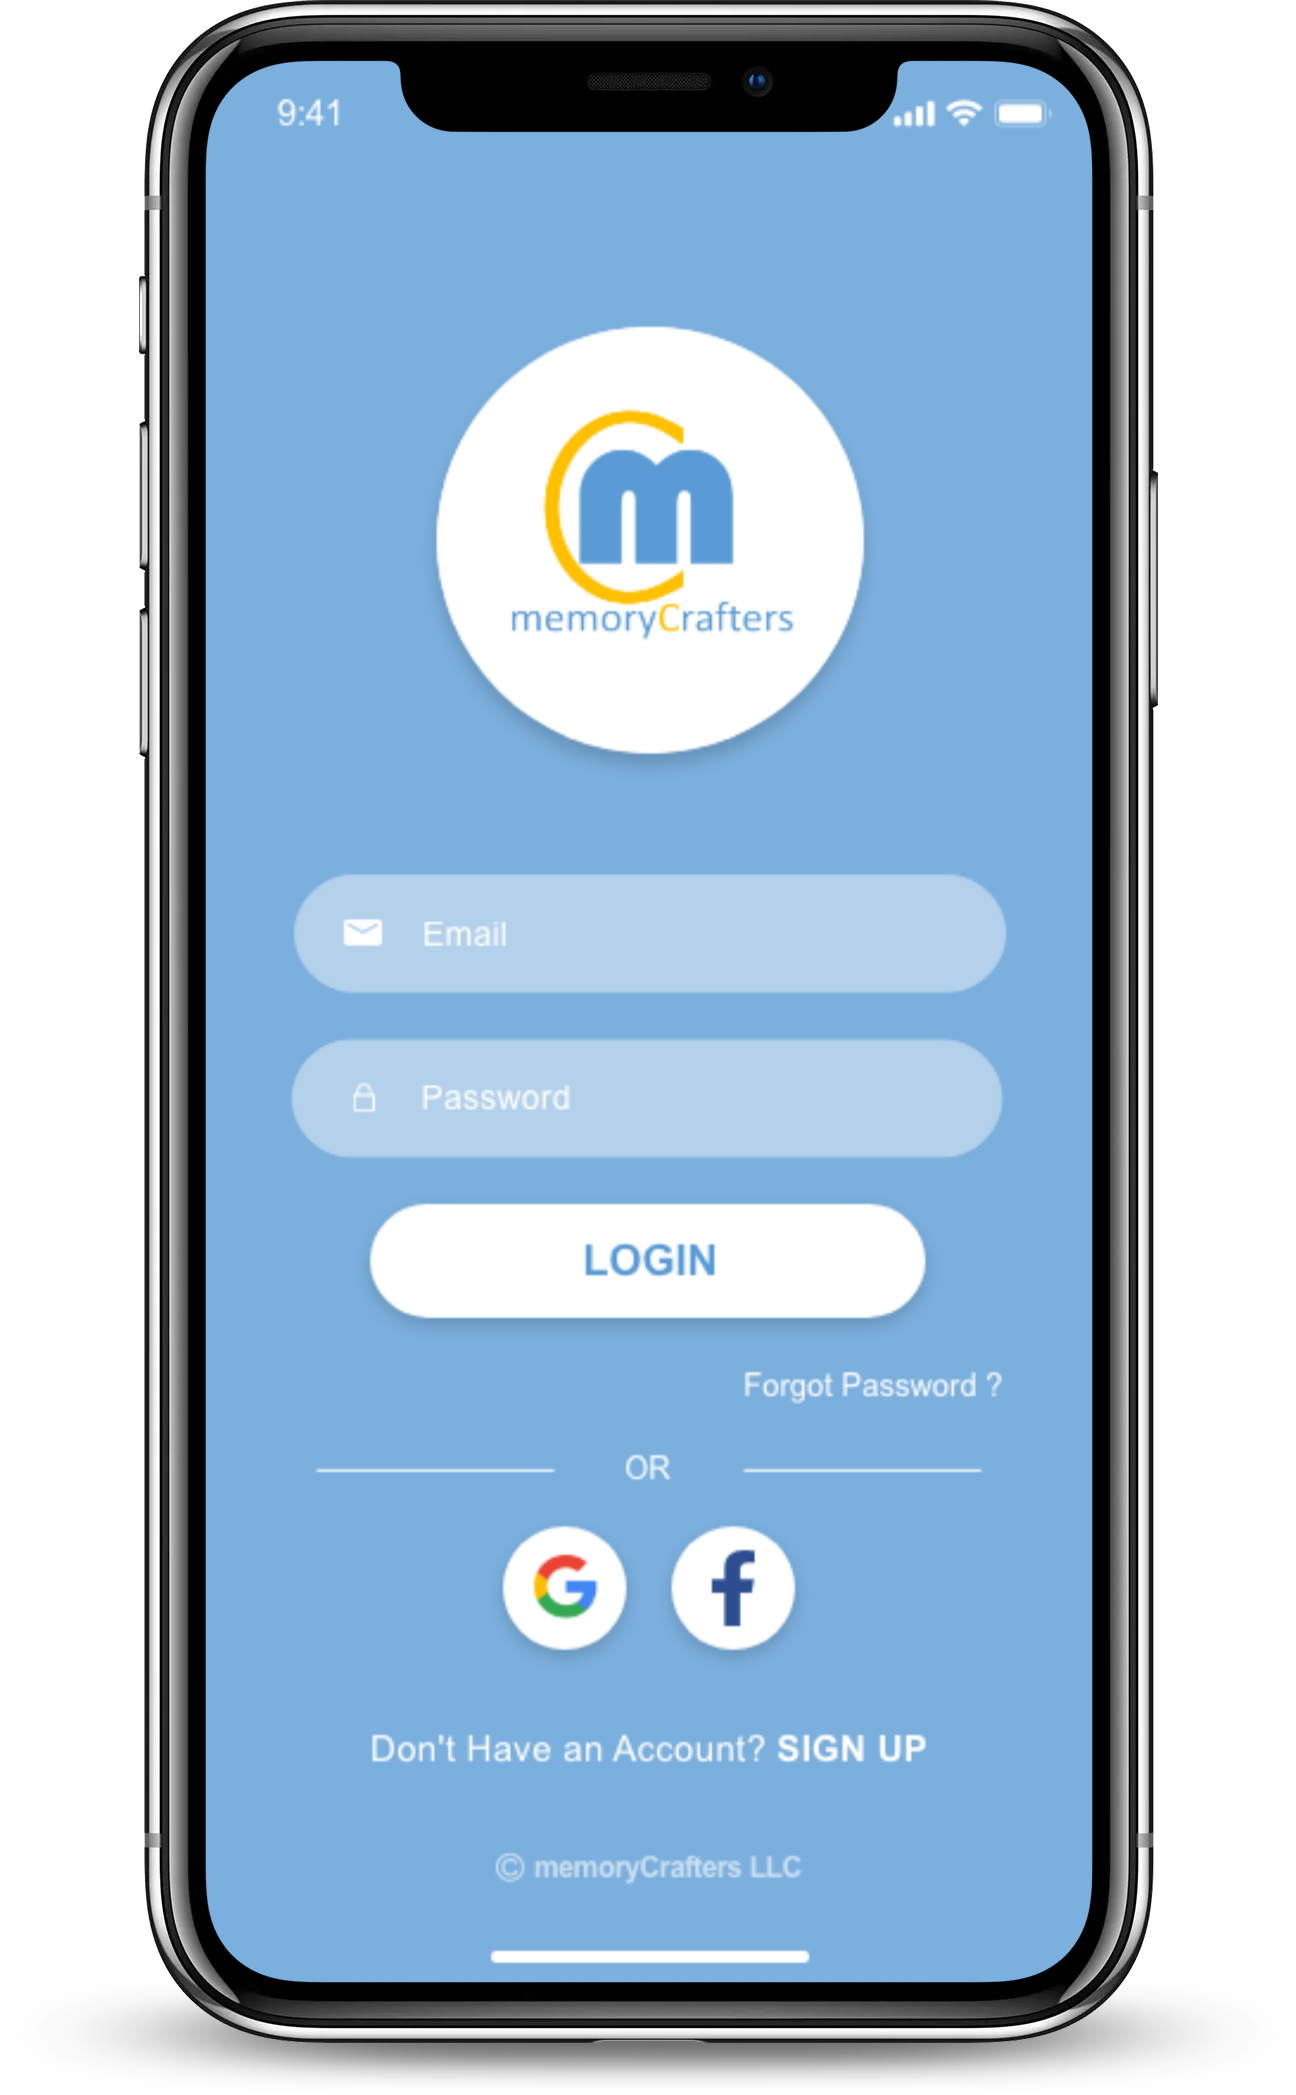 9:41
memoryCrafters
Email
Password
LOGIN
Forgot Password ?
OR
Don't Have an Account? SIGN UP
© memoryCrafters LLC